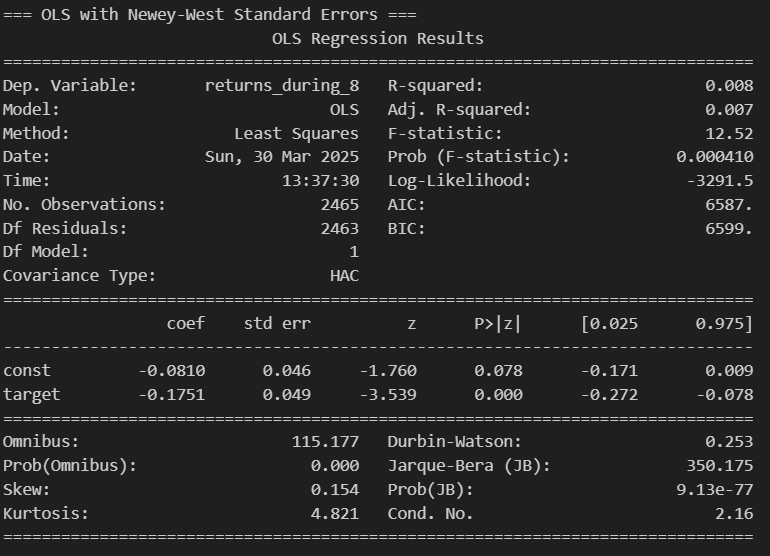 === OLS with Newey-West Standard Errors ===
OLS Regression Results
==============================================================================
Dep. Variable: returns_during_8 R-squared: 0.008
Model: OLS Adj. R-squared: 0.007
Method: Least Squares F-statistic: 12.52
Date: Sun, 30 Mar 2025 Prob (F-statistic): 0.000410
Time: 13:37:30 Log-Likelihood: -3291.5
No. Observations: 2465 AIC: 6587.
Df Residuals: 2463 BIC: 6599.
Df Model: 1
Covariance Type: HAC
==============================================================================
coef std err z P>|z| [0.025 0.975]
------------------------------------------------------------------------------
const -0.0810 0.046 -1.760 0.078 -0.171 0.009
target -0.1751 0.049 -3.539 0.000 -0.272 -0.078
==============================================================================
Omnibus: 115.177 Durbin-Watson: 0.253
Prob(Omnibus): 0.000 Jarque-Bera (JB): 350.175
Skew: 0.154 Prob(JB): 9.13e-77
Kurtosis: 4.821 Cond. No. 2.16
==============================================================================